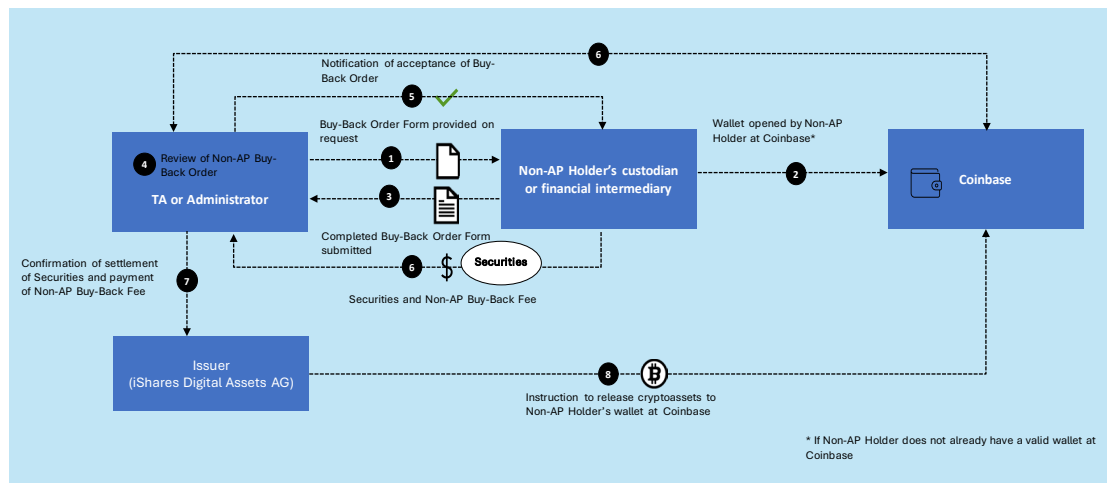 6
Notification of acceptance of Buy-
Back Order
5
Buy-Back Order Form provided on
request
Wallet opened by Non-AP
Holder at Coinbase*
4
Review of Non-AP Buy-
Back Order
TA or Administrator
1
3
Non-AP Holder's custodian
or financial intermediary
2
Coinbase
Completed Buy-Back Order Form
submitted
6
$
Securities
Securities and Non-AP Buy-Back Fee
Confirmation of settlement
of Securities and payment
of Non-AP Buy-Back Fee
7
Issuer
(iShares Digital Assets AG)
8
₿
Instruction to release cryptoassets to
Non-AP Holder's wallet at Coinbase
* If Non-AP Holder does not already have a valid wallet at
Coinbase